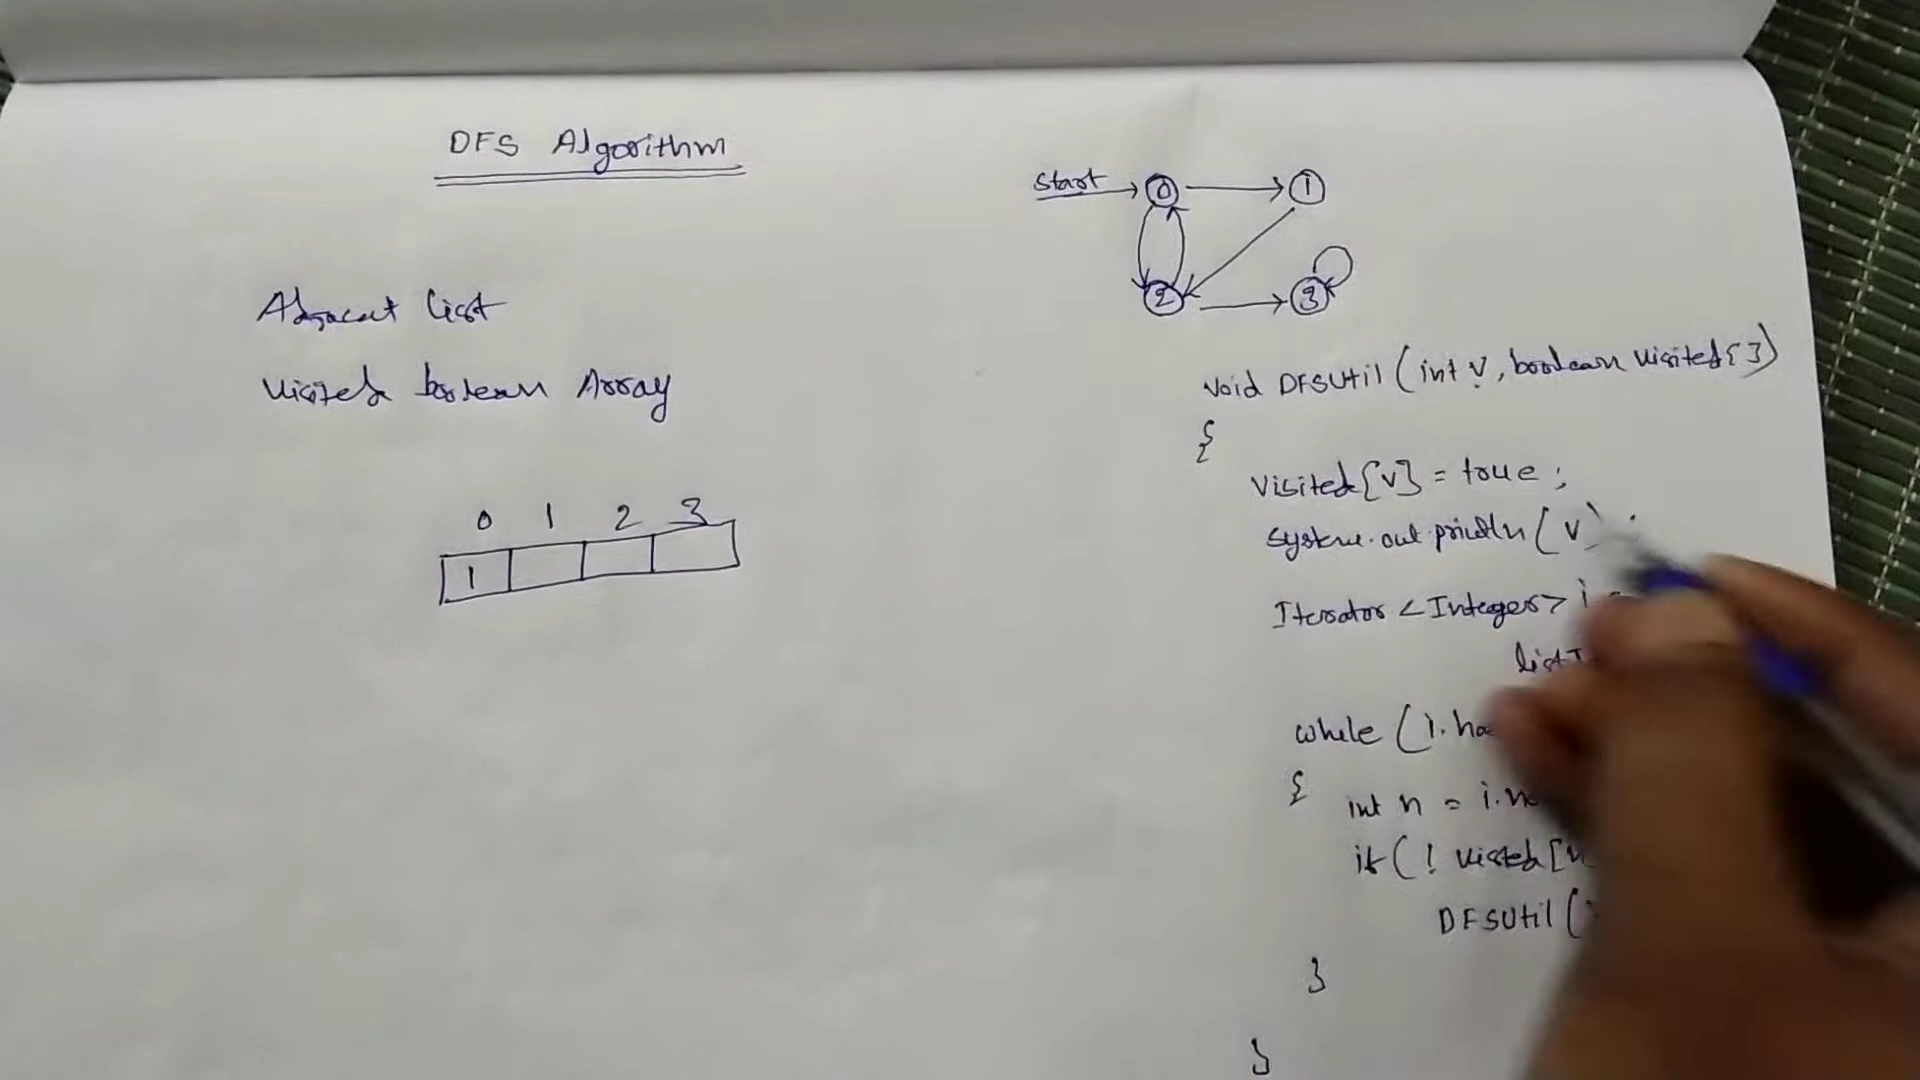 DFS Algorithm
Start 0 1
2 3
Adjacent list
Visited boolean Array
0 1 2 3
1
void DFSUtil (int v, boolean visited[])
{
visited[v] = true ;
System.out.println (v) ;
Iterator <Integer> i
while (i.
{ int n = i.
if (! visited [
DFSUtil (
}
}